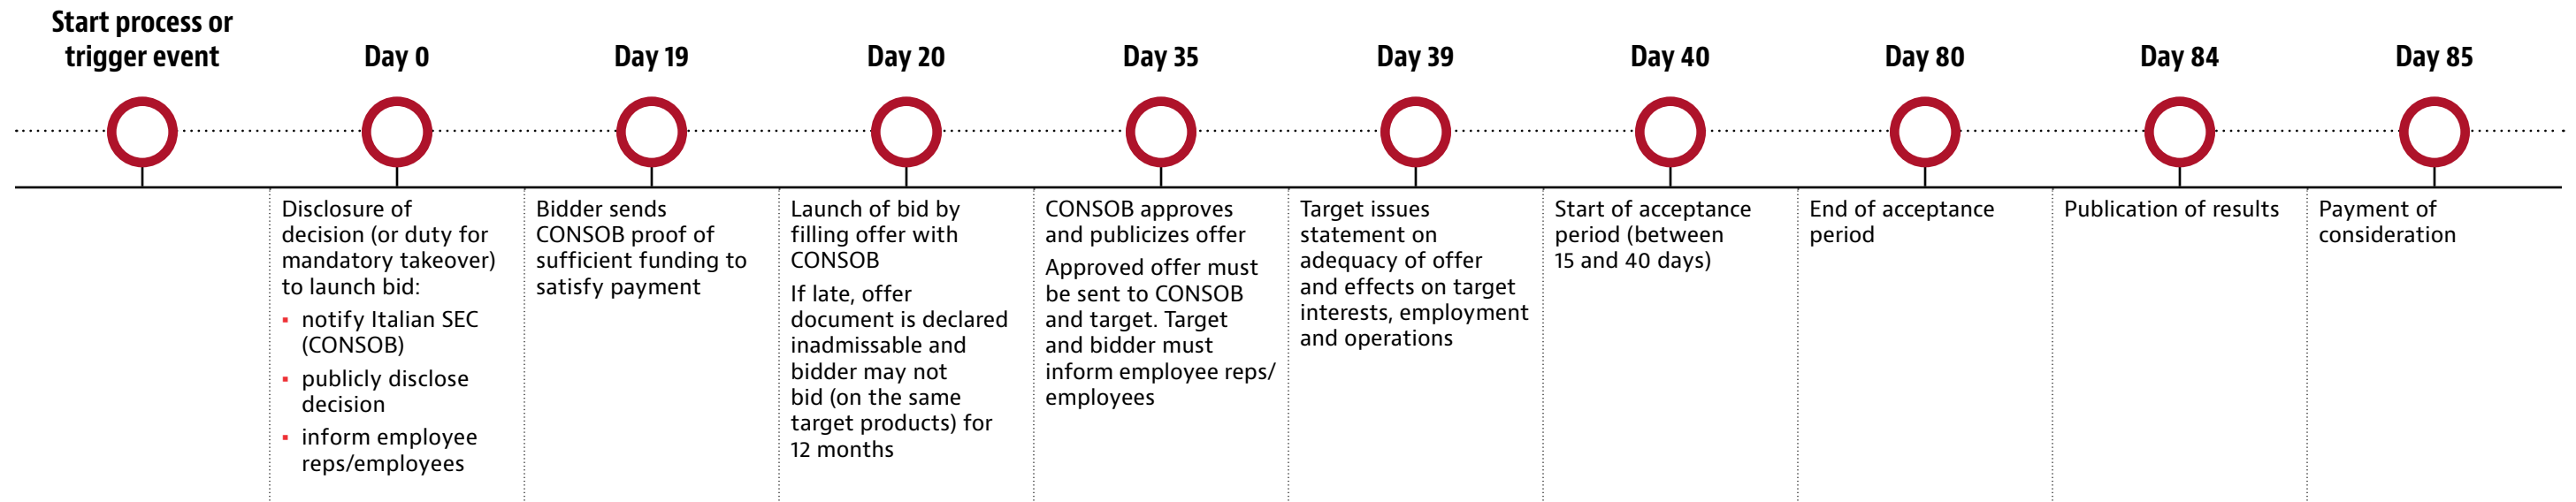 Start process or
trigger event
Day 0
Day 19
Day 20
Day 35
Day 39
Day 40
Day 80
Day 84
Day 85
Disclosure of
decision (or duty for
mandatory takeover)
to launch bid:
▪ notify Italian SEC
(CONSOB)
▪ publicly disclose
decision
▪ inform employee
reps/employees
Bidder sends
CONSOB proof of
sufficient funding to
satisfy payment
Launch of bid by
filling offer with
CONSOB
If late, offer
document is declared
inadmissable and
bidder may not
bid (on the same
target products) for
12 months
CONSOB approves
and publicizes offer
Approved offer must
be sent to CONSOB
and target. Target
and bidder must
inform employee reps/
employees
Target issues
statement on
adequacy of offer
and effects on target
interests, employment
and operations
Start of acceptance
period (between
15 and 40 days)
End of acceptance
period
Publication of results
Payment of
consideration